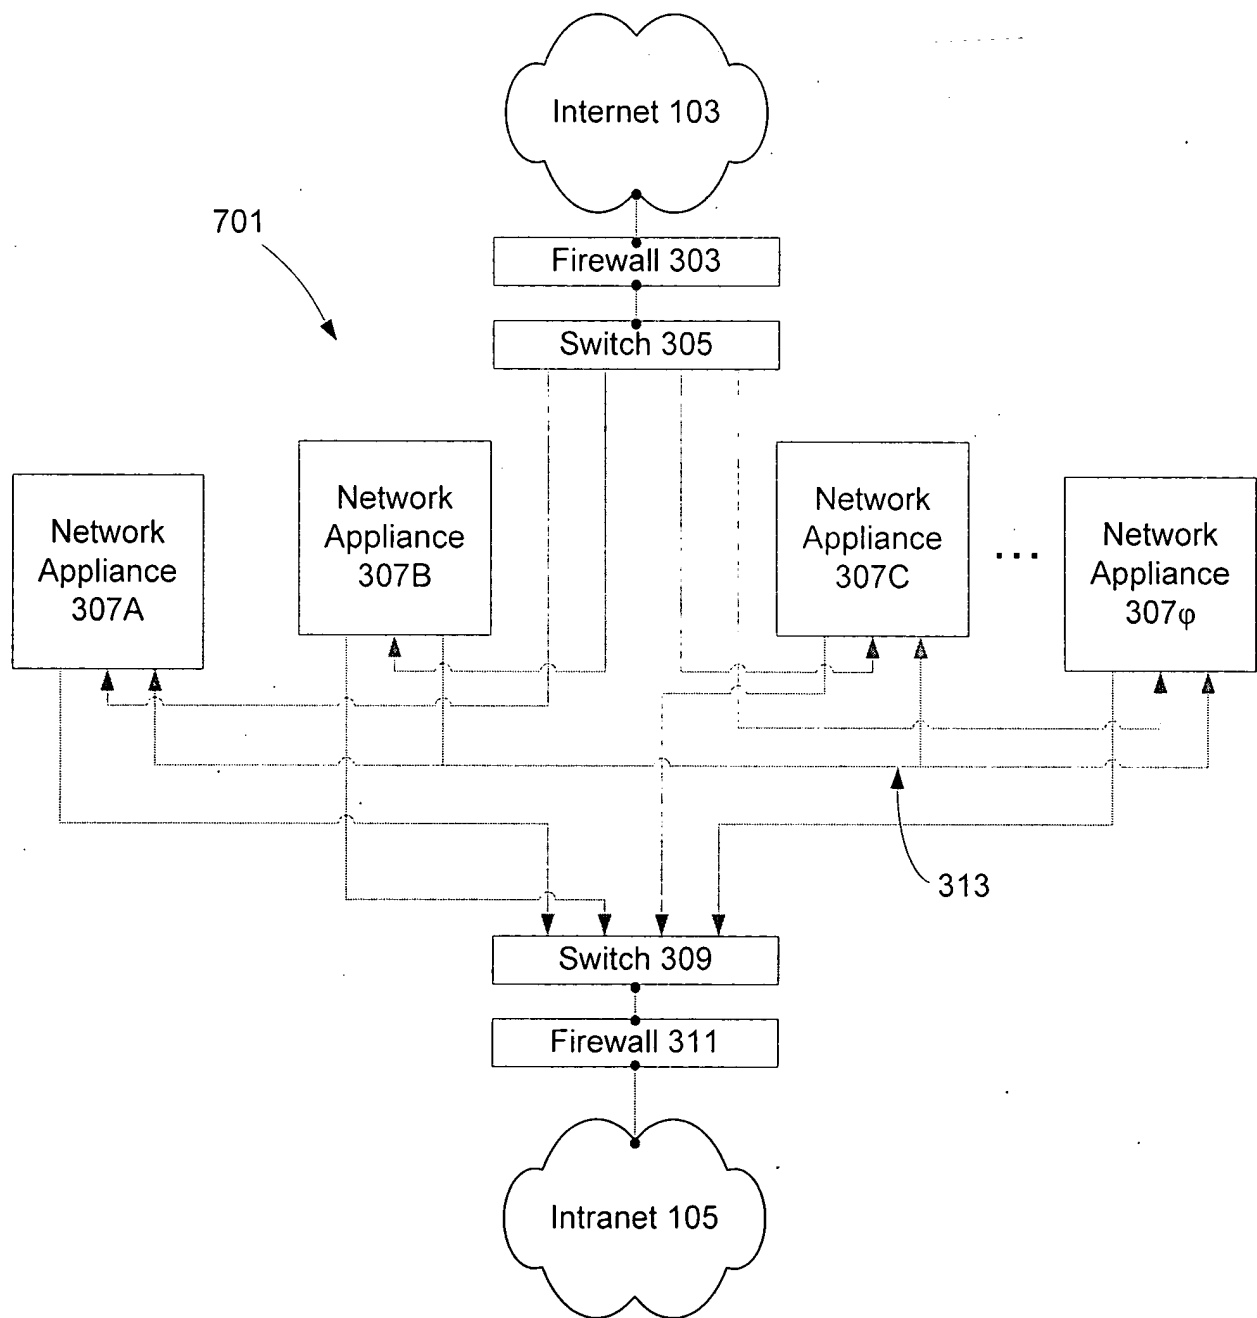 Internet 103
701
Firewall 303
Switch 305
Network
Appliance
307A
Network
Appliance
307B
Network
Appliance
307C
...
Network
Appliance
307φ
313
Switch 309
Firewall 311
Intranet 105